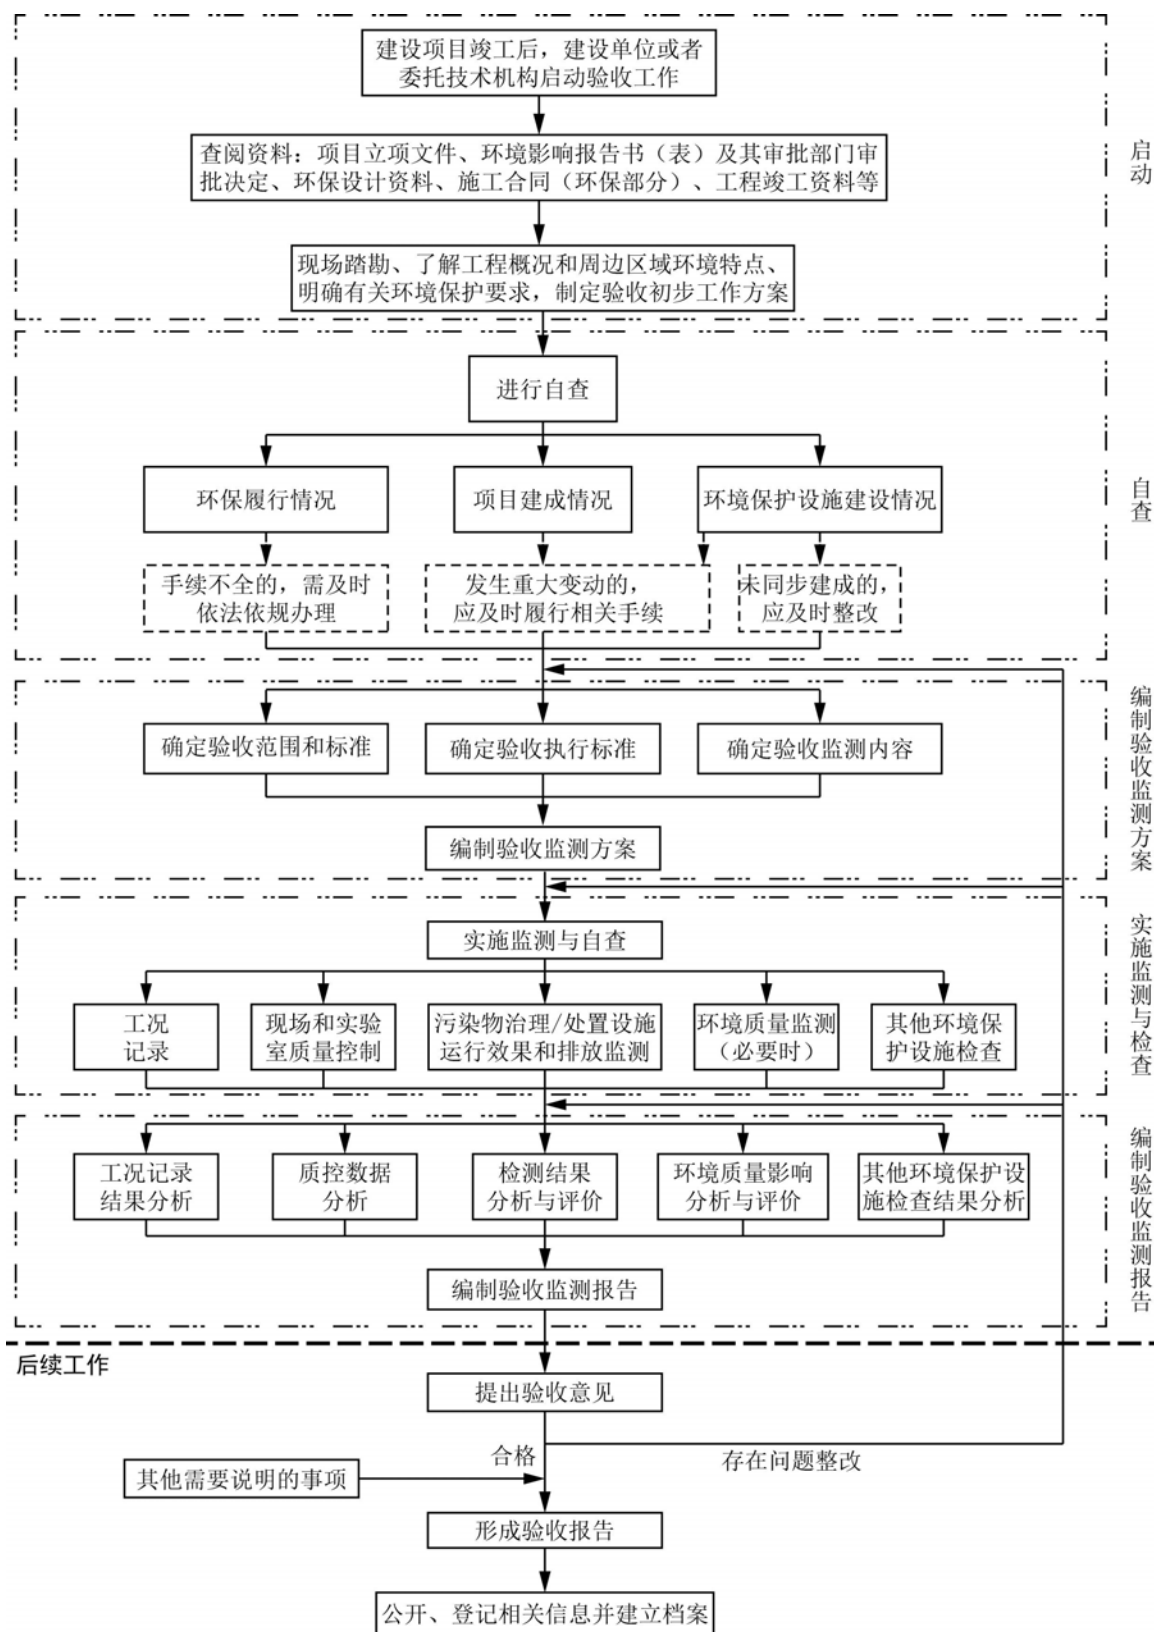 建设项目竣工后，建设单位或者
委托技术机构启动验收工作
查阅资料：项目立项文件、环境影响报告书（表）及其审批部门审
批决定、环保设计资料、施工合同（环保部分）、工程竣工资料等
现场踏勘、了解工程概况和周边区域环境特点、
明确有关环境保护要求，制定验收初步工作方案
启动
进行自查
环保履行情况
项目建成情况
环境保护设施建设情况
手续不全的，需及时
依法依规办理
发生重大变动的，
应及时履行相关手续
未同步建成的，
应及时整改
自查
确定验收范围和标准
确定验收执行标准
确定验收监测内容
编制验收监测方案
编制验收监测方案
实施监测与自查
工况
记录
现场和实验
室质量控制
污染物治理/处置设施
运行效果和排放监测
环境质量监测
（必要时）
其他环境保
护设施检查
实施监测与检查
工况记录
结果分析
质控数据
分析
检测结果
分析与评价
环境质量影响
分析与评价
其他环境保护设
施检查结果分析
编制验收监测报告
编制验收监测报告
后续工作
提出验收意见
合格
存在问题整改
其他需要说明的事项
形成验收报告
公开、登记相关信息并建立档案